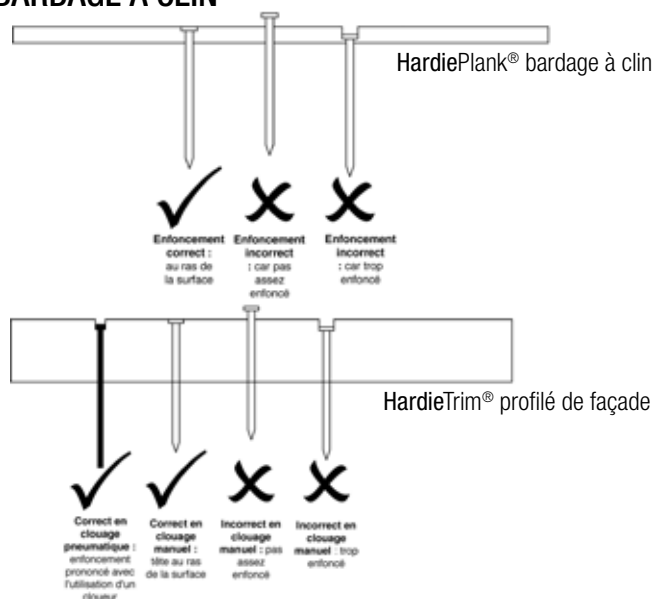 BARDAGE À CLIN
HardiePlank® bardage à clin
Enfoncement
correct :
au ras de
la surface
Enfoncement
incorrect
: car pas
assez
enfoncé
Enfoncement
incorrect
: car trop
enfoncé
HardieTrim® profilé de façade
Correct en
clouage
pneumatique :
enfoncement
prononcé avec
l'utilisation d'un
cloueur
Correct en
clouage
manuel :
tête au ras
de la surface
Incorrect en
clouage
manuel : pas
assez
enfoncé
Incorrect en
clouage
manuel : trop
enfoncé